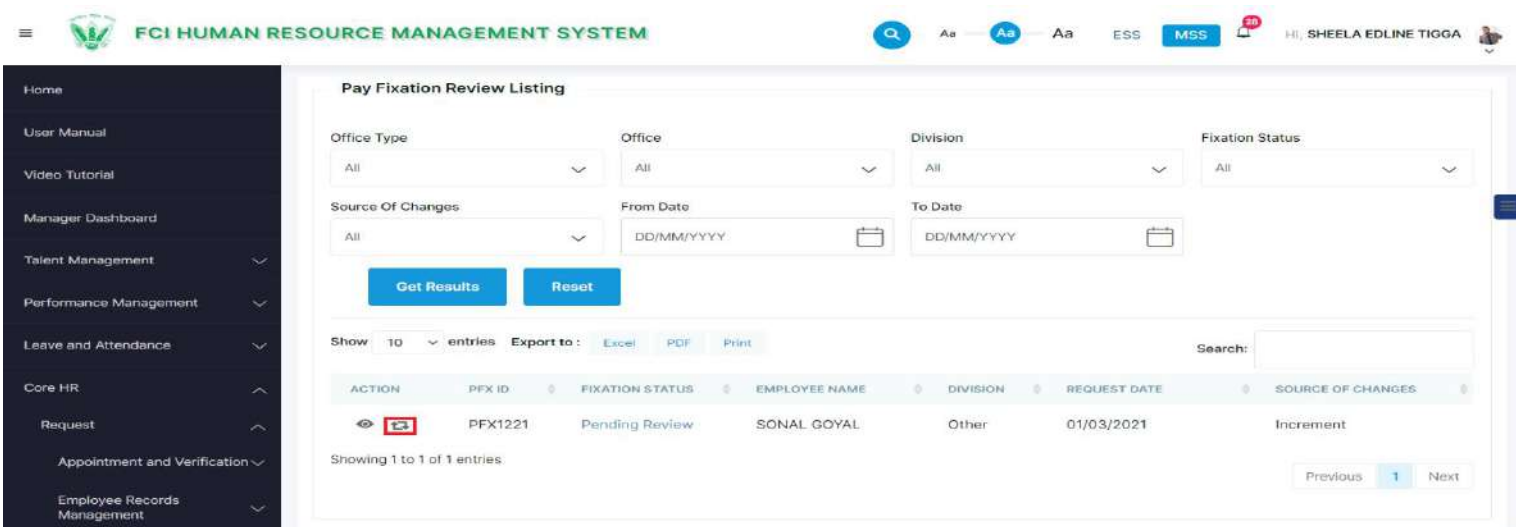 FCI HUMAN RESOURCE MANAGEMENT SYSTEM
Aa Aa Aa ESS MSS 20 HI, SHEELA EDLINE TIGGA
Home
User Manual
Video Tutorial
Manager Dashboard
Talent Management
Performance Management
Leave and Attendance
Core HR
Request
Appointment and Verification
Employee Records
Management
Pay Fixation Review Listing
Office Type Office Division Fixation Status
All All All All
Source Of Changes From Date To Date
All DD/MM/YYYY DD/MM/YYYY
Get Results Reset
Show 10 entries Export to : Excel PDF Print Search:
ACTION PFX ID FIXATION STATUS EMPLOYEE NAME DIVISION REQUEST DATE SOURCE OF CHANGES
PFX1221 Pending Review SONAL GOYAL Other 01/03/2021 Increment
Showing 1 to 1 of 1 entries
Previous 1 Next